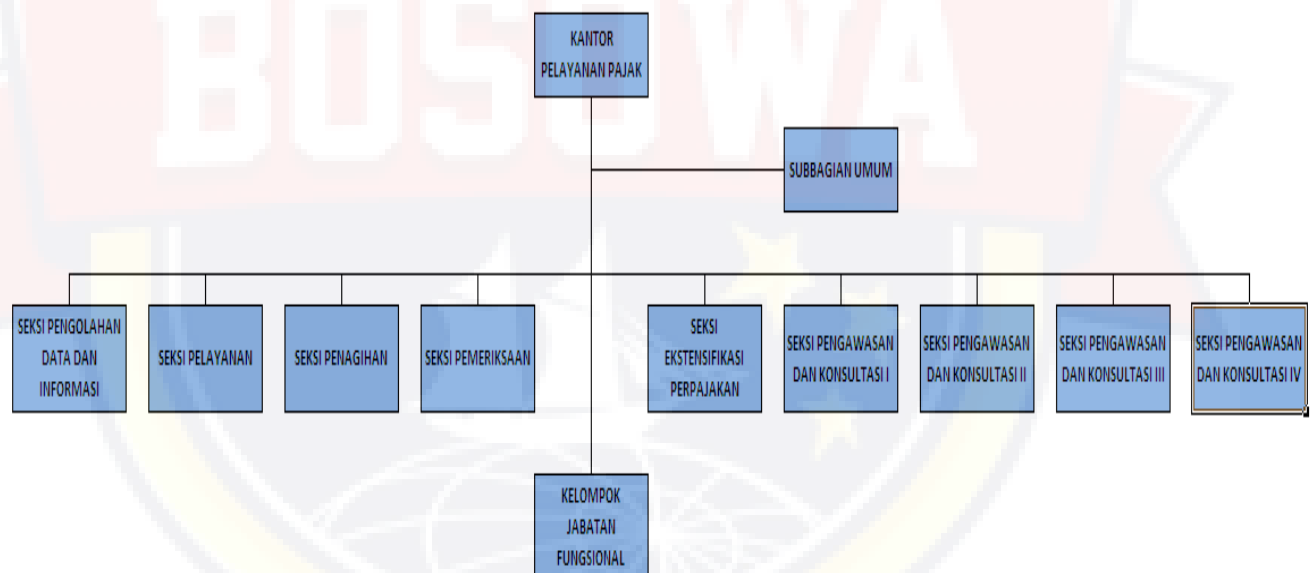 BOSOWA
KANTOR
PELAYANAN PAJAK
SUBBAGIAN UMUM
SEKSI PENGOLAHAN
DATA DAN
INFORMASI
SEKSI PELAYANAN
SEKSI PENAGIHAN
SEKSI PEMERIKSAAN
SEKSI
EKSTENSIFIKASI
PERPAJAKAN
SEKSI PENGAWASAN
DAN KONSULTASI I
SEKSI PENGAWASAN
DAN KONSULTASI II
SEKSI PENGAWASAN
DAN KONSULTASI III
SEKSI PENGAWASAN
DAN KONSULTASI IV
KELOMPOK
JABATAN
FUNGSIONAL